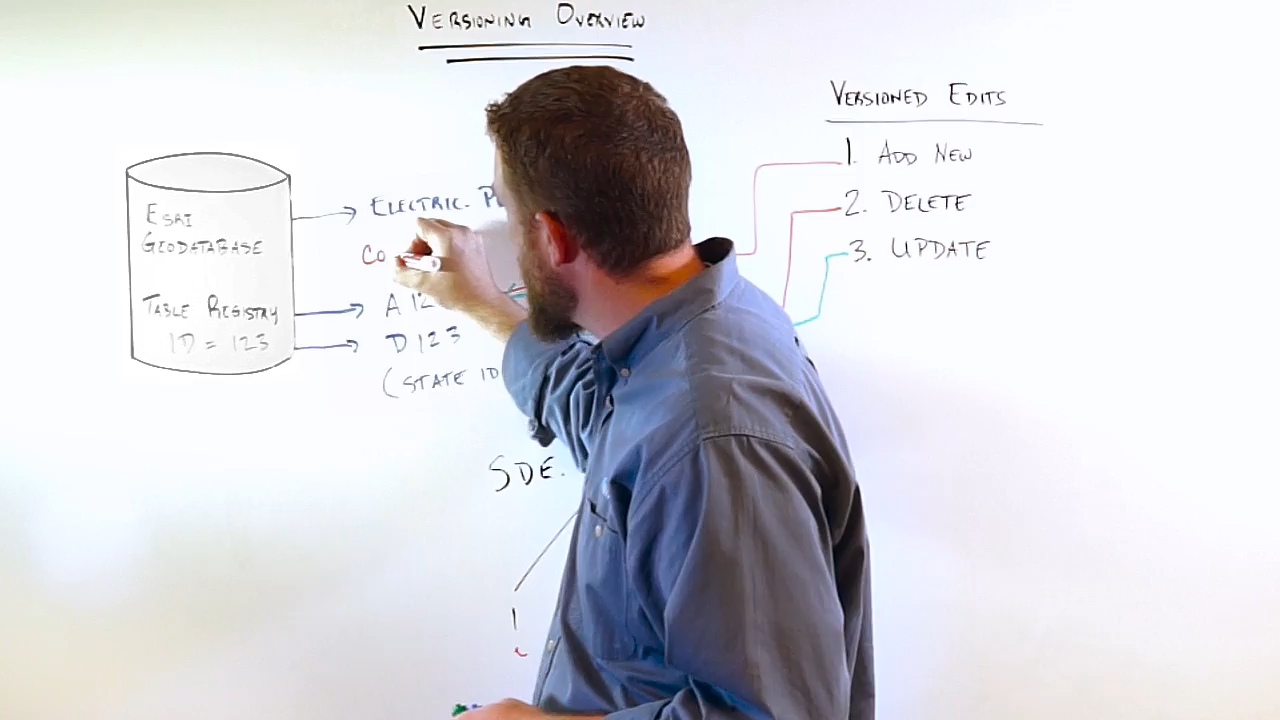 VERSIONING OVERVIEW
ESRI
GEODATABASE
TABLE REGISTRY
ID = 123
ELECTRIC. P
CO
A 12
D 123
(STATE ID
SDE.
1
VERSIONED EDITS
1. ADD NEW
2. DELETE
3. UPDATE